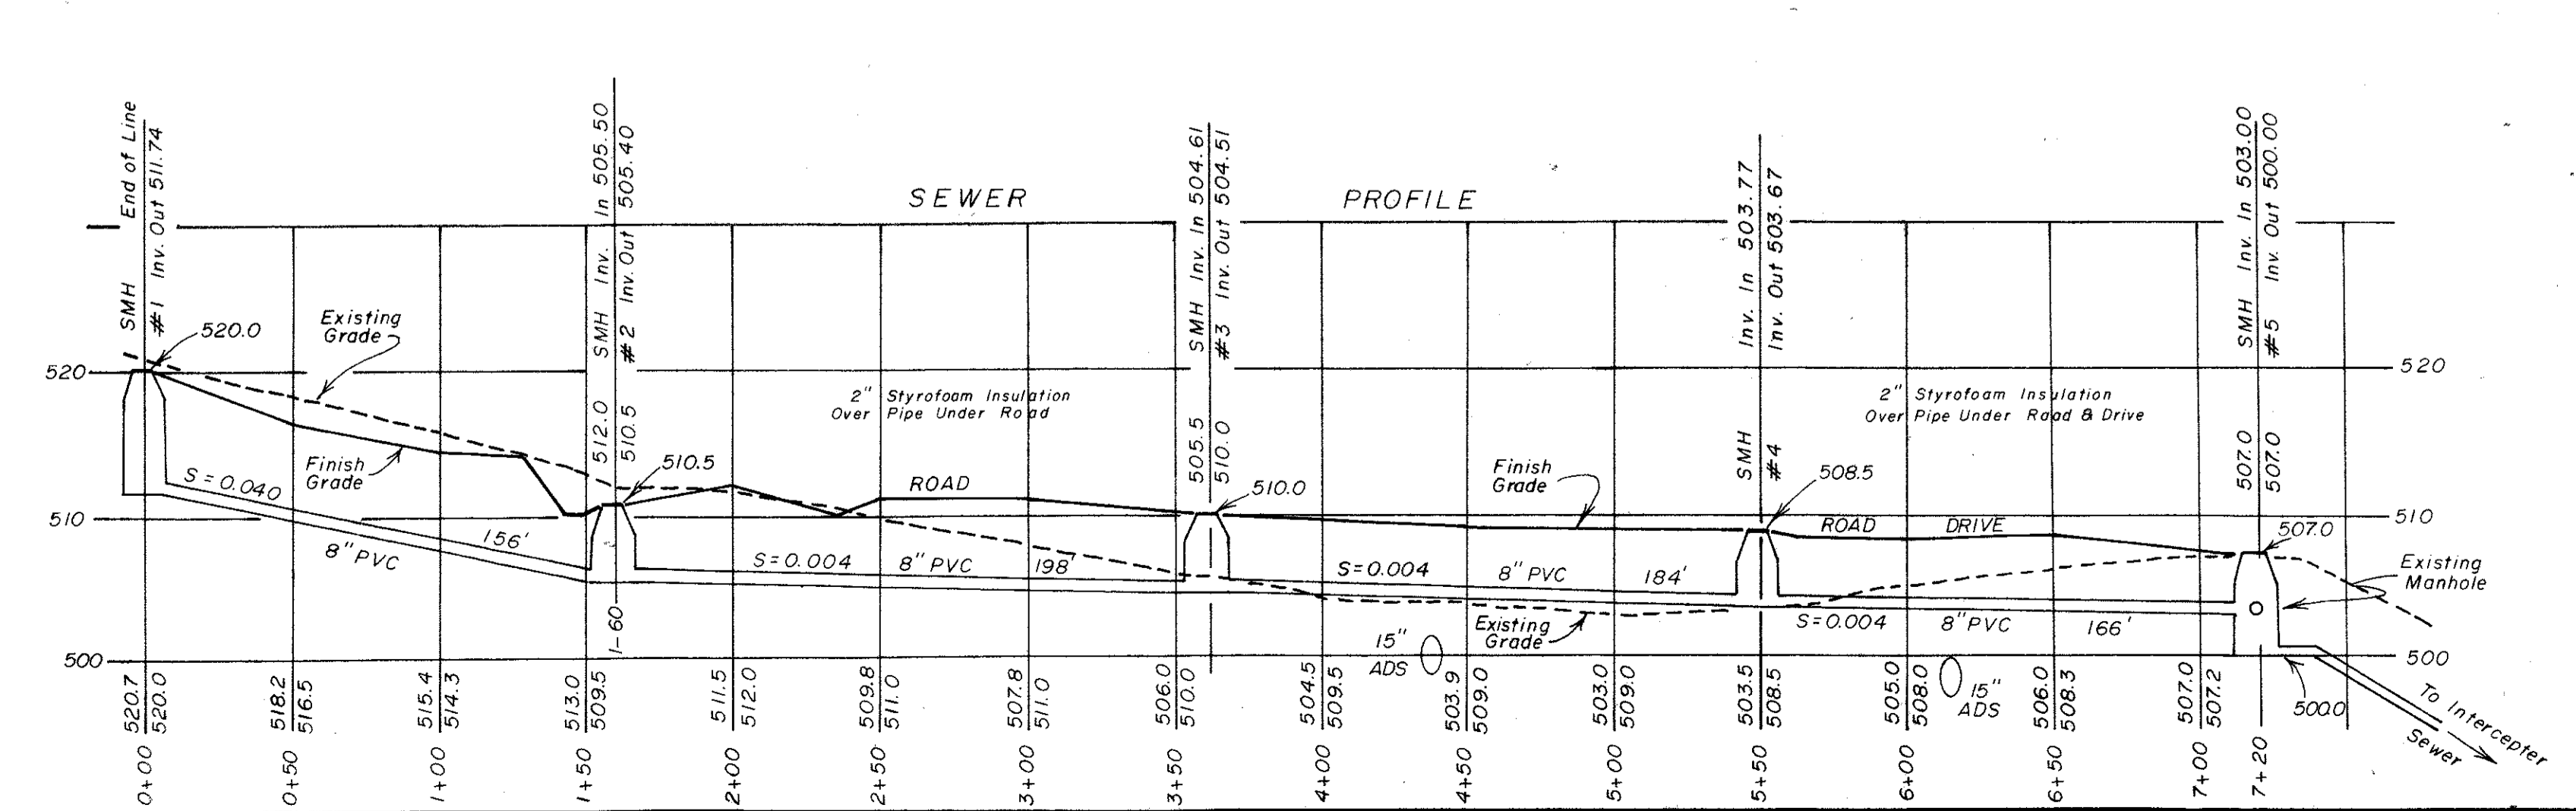 SEWER PROFILE
SMH End of Line
#1 Inv. Out 511.74
SMH Inv. In 505.50
#2 Inv. Out 505.40
512.0
510.5
SMH Inv. In 504.61
#3 Inv. Out 504.51
505.5
510.0
SMH Inv. In 503.77
#4 Inv. Out 503.67
SMH Inv. In 503.00
#5 Inv. Out 500.00
507.0
507.0
520.0
Existing
Grade
520
520
2" Styrofoam Insulation
Over Pipe Under Road
2" Styrofoam Insulation
Over Pipe Under Road & Drive
Finish
Grade
510.5
ROAD
Finish
Grade
510.0
508.5
ROAD DRIVE
507.0
Existing
Manhole
510
510
S=0.040
156'
8" PVC
S=0.004 8" PVC 198'
S=0.004 8" PVC 184'
S=0.004 8" PVC 166'
1-60
15"
ADS
Existing
Grade
15"
ADS
500
500
500.0
To Intercepter
Sewer
520.7
520.0
518.2
516.5
515.4
514.3
513.0
509.5
511.5
512.0
509.8
511.0
507.8
511.0
506.0
510.0
504.5
509.5
503.9
509.0
503.0
509.0
503.5
508.5
505.0
508.0
506.0
508.3
507.0
507.2
0+00
0+50
1+00
1+50
2+00
2+50
3+00
3+50
4+00
4+50
5+00
5+50
6+00
6+50
7+00
7+20